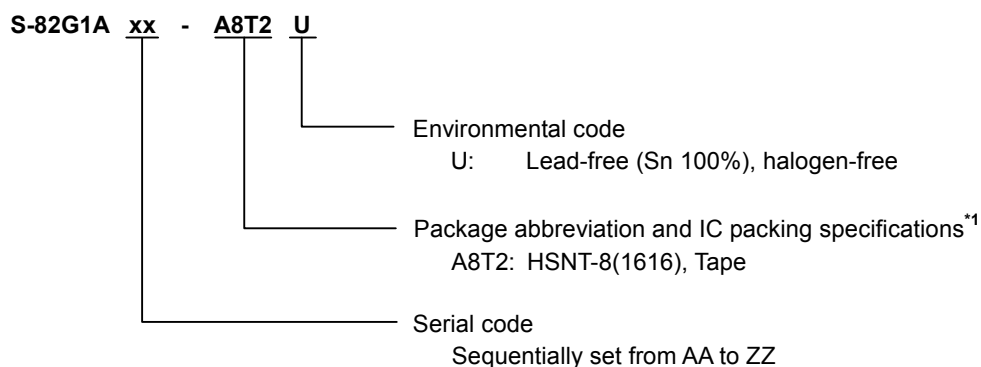 S-82G1A xx - A8T2 U
Environmental code
U: Lead-free (Sn 100%), halogen-free
Package abbreviation and IC packing specifications*1
A8T2: HSNT-8(1616), Tape
Serial code
Sequentially set from AA to ZZ